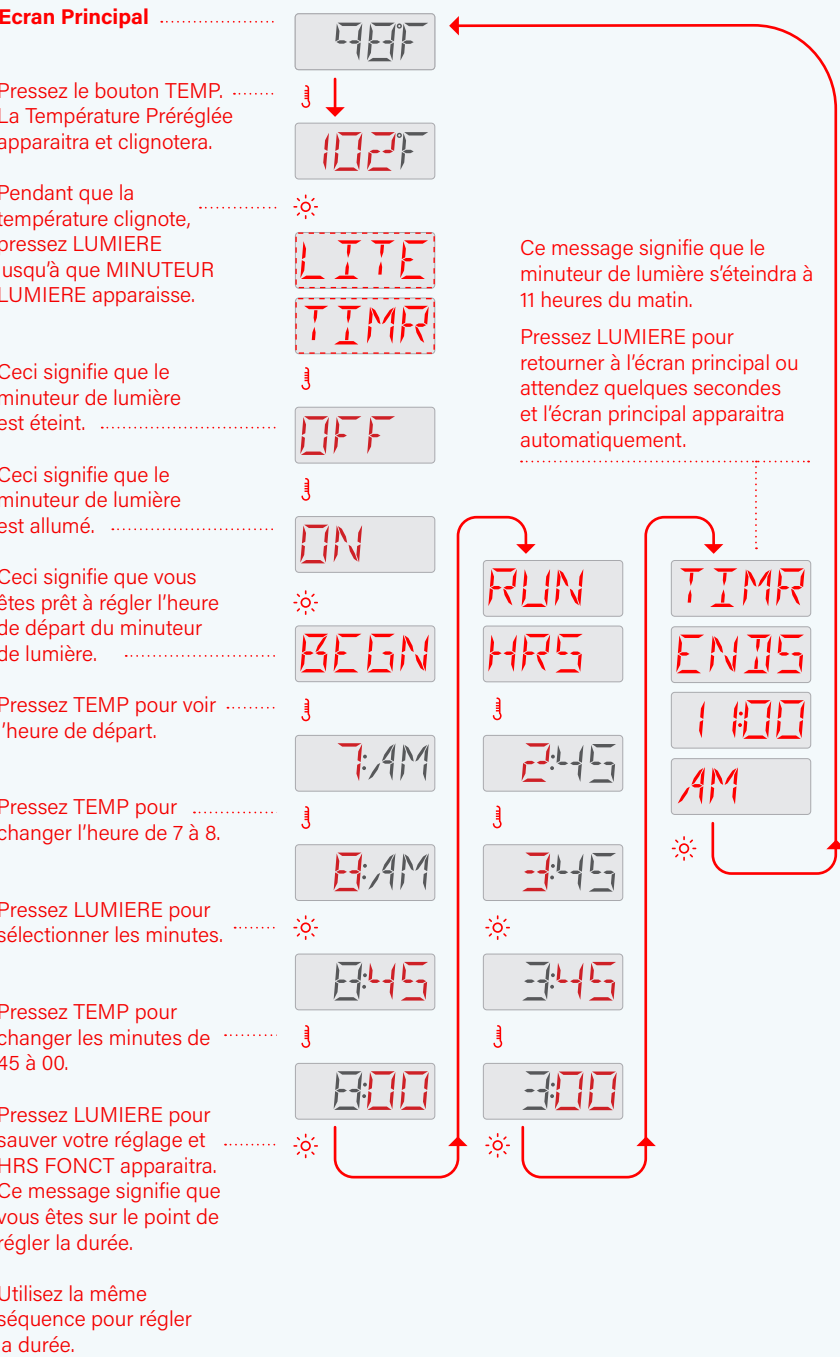 Ecran Principal
98°F
Pressez le bouton TEMP.
La Température Préréglée
apparaitra et clignotera.
102°F
Pendant que la
température clignote,
pressez LUMIERE
jusqu'à que MINUTEUR
LUMIERE apparaisse.
LITE
TIMR
Ceci signifie que le
minuteur de lumière
est éteint.
OFF
Ceci signifie que le
minuteur de lumière
est allumé.
ON
Ceci signifie que vous
êtes prêt à régler l'heure
de départ du minuteur
de lumière.
BEGN
Pressez TEMP pour voir
l'heure de départ.
7:AM
Pressez TEMP pour
changer l'heure de 7 à 8.
8:AM
Pressez LUMIERE pour
sélectionner les minutes.
8:45
Pressez TEMP pour
changer les minutes de
45 à 00.
8:00
Pressez LUMIERE pour
sauver votre réglage et
HRS FONCT apparaitra.
Ce message signifie que
vous êtes sur le point de
régler la durée.
Utilisez la même
séquence pour régler
la durée.
RUN
HRS
2:45
3:45
3:45
3:00
Ce message signifie que le
minuteur de lumière s'éteindra à
11 heures du matin.
Pressez LUMIERE pour
retourner à l'écran principal ou
attendez quelques secondes
et l'écran principal apparaitra
automatiquement.
TIMR
ENDS
11:00
AM